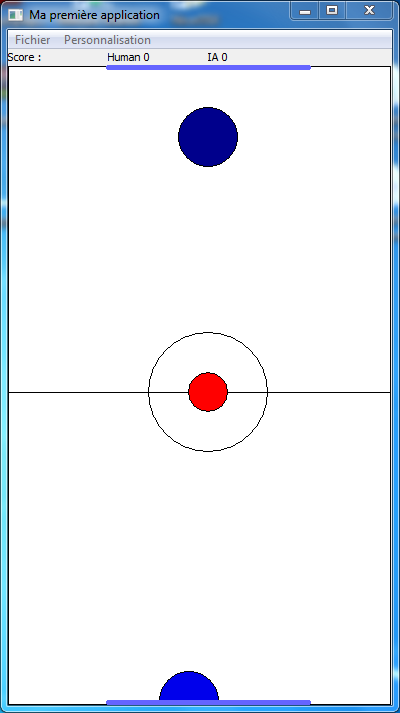 Ma première application
Fichier Personnalisation
Score : Human 0 IA 0